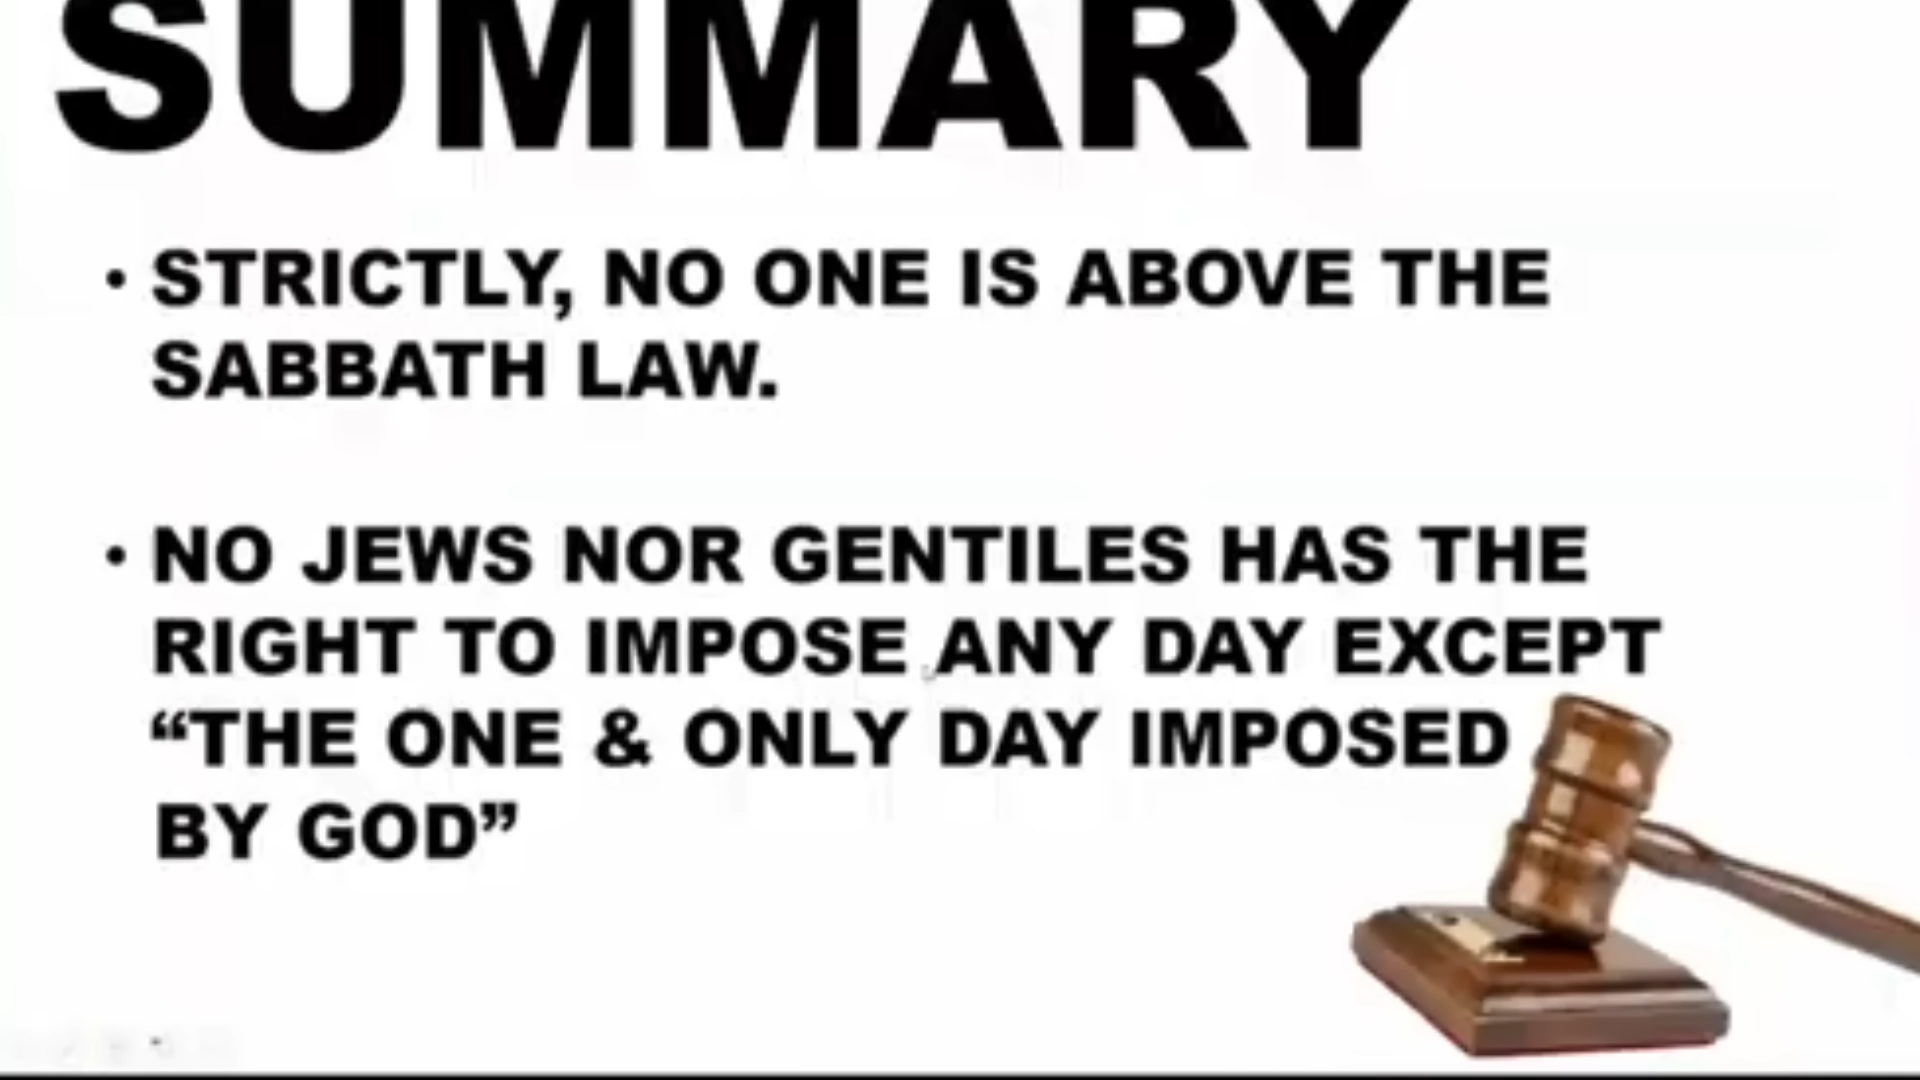 SUMMARY
• STRICTLY, NO ONE IS ABOVE THE
SABBATH LAW.
• NO JEWS NOR GENTILES HAS THE
RIGHT TO IMPOSE ANY DAY EXCEPT
“THE ONE & ONLY DAY IMPOSED
BY GOD”